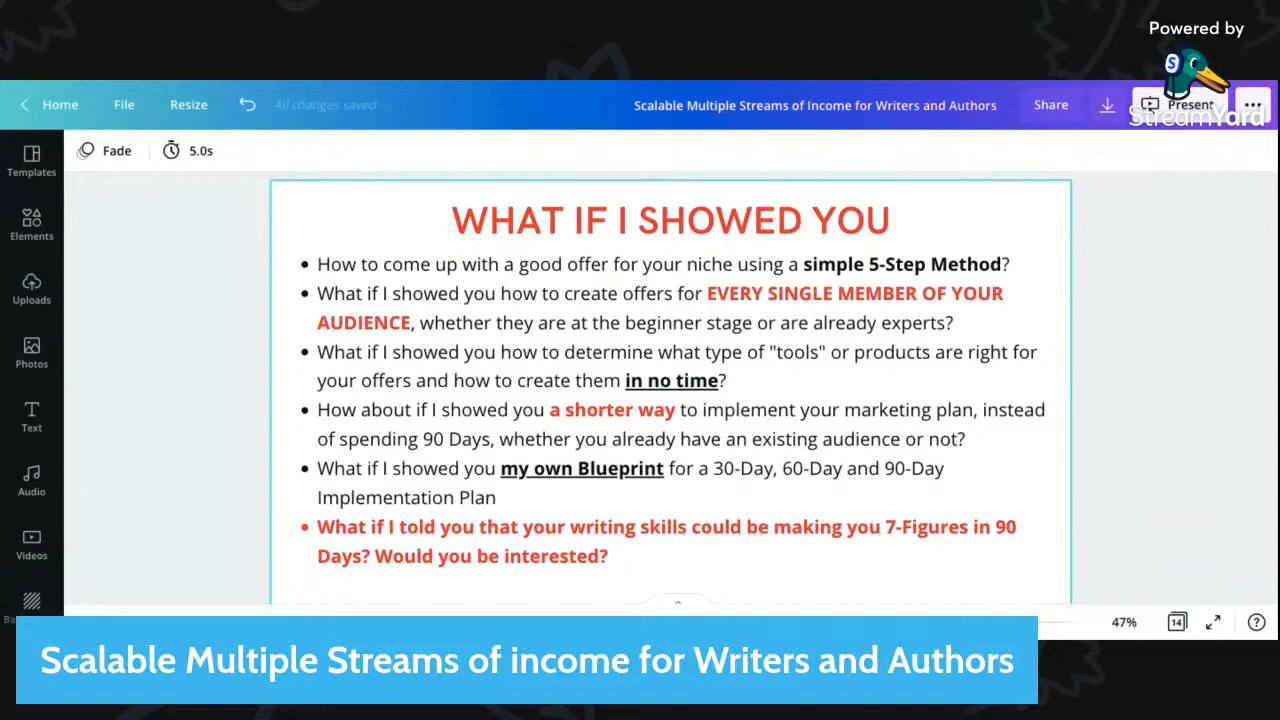 Powered by
StreamYard
Home File Resize All changes saved Scalable Multiple Streams of Income for Writers and Authors Share Present
Fade 5.0s
Templates
Elements
Uploads
Photos
Text
Audio
Videos
WHAT IF I SHOWED YOU
• How to come up with a good offer for your niche using a simple 5-Step Method?
• What if I showed you how to create offers for EVERY SINGLE MEMBER OF YOUR
AUDIENCE, whether they are at the beginner stage or are already experts?
• What if I showed you how to determine what type of "tools" or products are right for
your offers and how to create them in no time?
• How about if I showed you a shorter way to implement your marketing plan, instead
of spending 90 Days, whether you already have an existing audience or not?
• What if I showed you my own Blueprint for a 30-Day, 60-Day and 90-Day
Implementation Plan
• What if I told you that your writing skills could be making you 7-Figures in 90
Days? Would you be interested?
47% 14
Scalable Multiple Streams of income for Writers and Authors